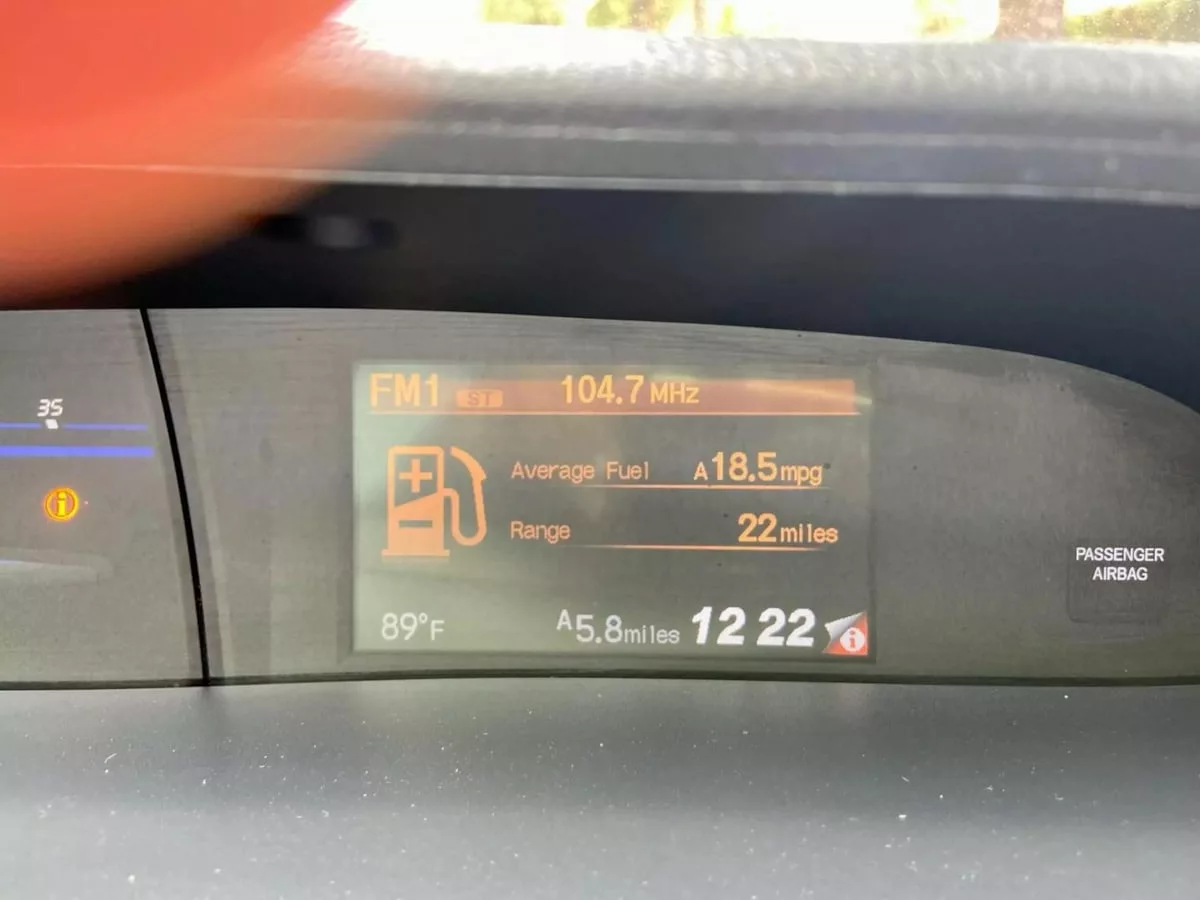 FM1 ST 104.7 MHz
35
Average Fuel A 18.5 mpg
Range 22 miles
PASSENGER
AIRBAG
89°F A 5.8 miles 12 22